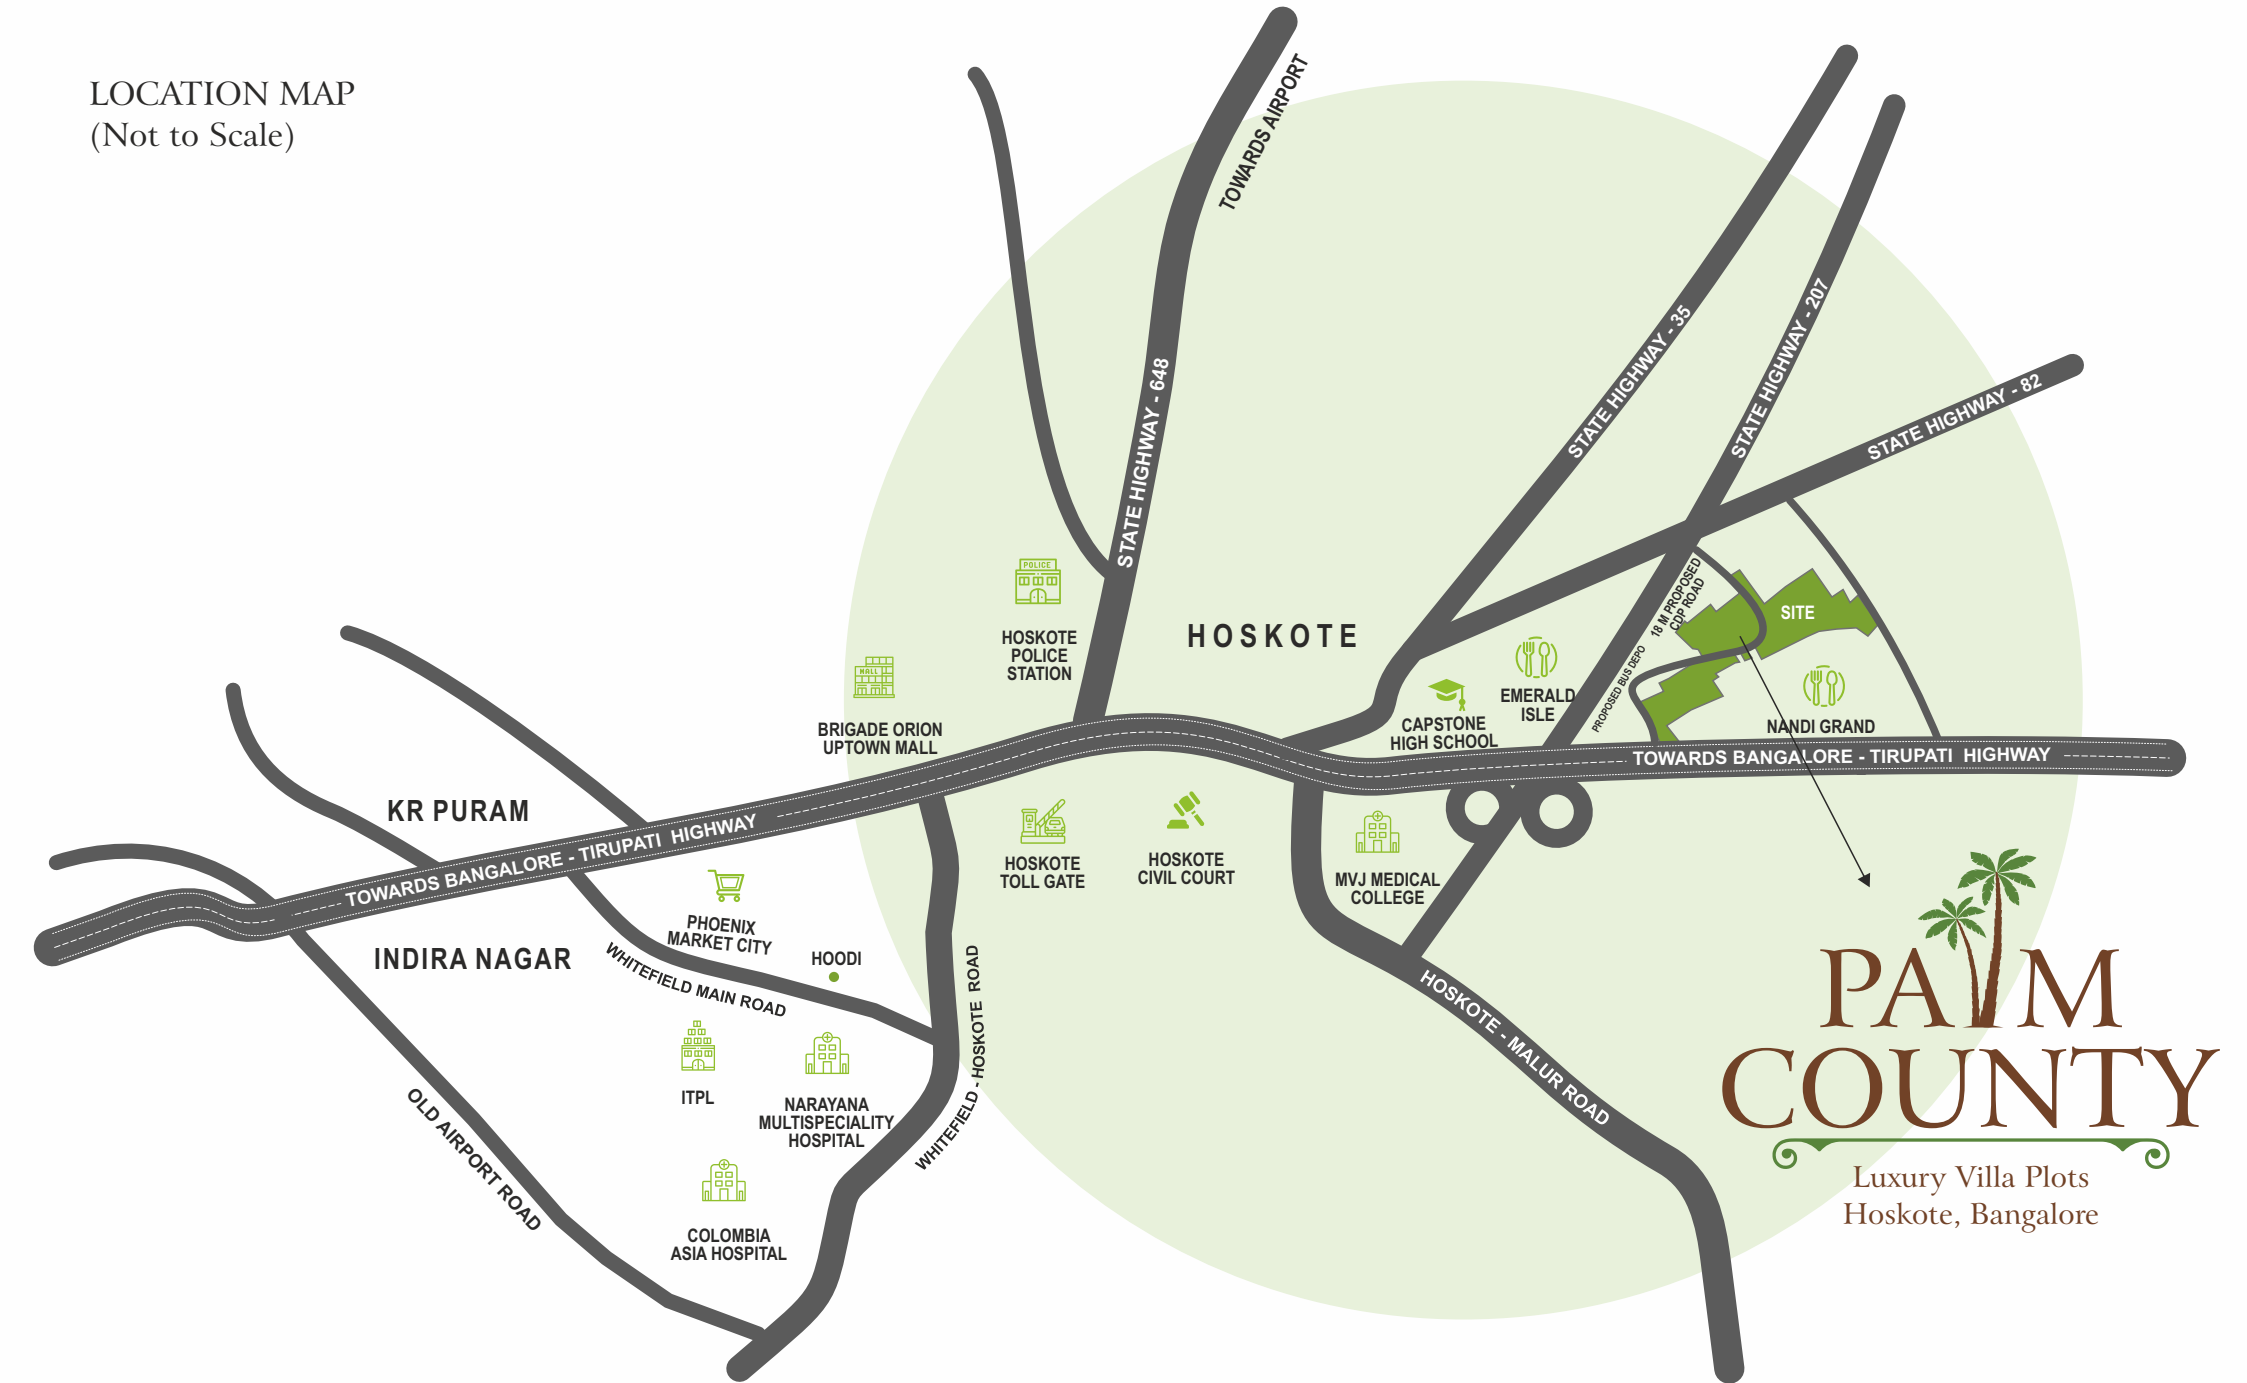 LOCATION MAP
(Not to Scale)
TOWARDS AIRPORT
STATE HIGHWAY - 648
STATE HIGHWAY - 35
STATE HIGHWAY - 207
STATE HIGHWAY - 82
POLICE
HOSKOTE
POLICE
STATION
HOSKOTE
MALL
BRIGADE ORION
UPTOWN MALL
18 M PROPOSED
CDP ROAD
PROPOSED BUS DEPO
SITE
EMERALD
ISLE
CAPSTONE
HIGH SCHOOL
NANDI GRAND
TOWARDS BANGALORE - TIRUPATI HIGHWAY
KR PURAM
TOWARDS BANGALORE - TIRUPATI HIGHWAY
HOSKOTE
TOLL GATE
HOSKOTE
CIVIL COURT
MVJ MEDICAL
COLLEGE
PHOENIX
MARKET CITY
INDIRA NAGAR
HOODI
WHITEFIELD MAIN ROAD
WHITEFIELD - HOSKOTE ROAD
HOSKOTE - MALUR ROAD
ITPL
NARAYANA
MULTISPECIALITY
HOSPITAL
OLD AIRPORT ROAD
COLOMBIA
ASIA HOSPITAL
PALM
COUNTY
Luxury Villa Plots
Hoskote, Bangalore